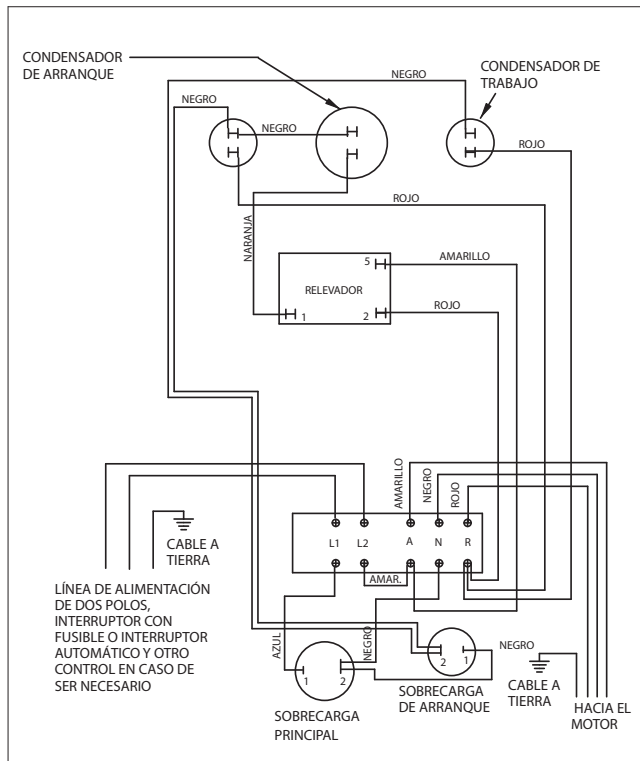 CONDENSADOR
DE ARRANQUE
NEGRO
CONDENSADOR DE
TRABAJO
NEGRO
NEGRO
ROJO
ROJO
NARANJA
5
AMARILLO
RELEVADOR
ROJO
1
2
AMARILLO
NEGRO
ROJO
L1
L2
A
N
R
CABLE A
TIERRA
AMAR.
LÍNEA DE ALIMENTACIÓN
DE DOS POLOS,
INTERRUPTOR CON
FUSIBLE O INTERRUPTOR
AUTOMÁTICO Y OTRO
CONTROL EN CASO DE
SER NECESARIO
AZUL
NEGRO
NEGRO
2
1
1
2
SOBRECARGA
PRINCIPAL
SOBRECARGA
DE ARRANQUE
CABLE A
TIERRA
HACIA EL
MOTOR